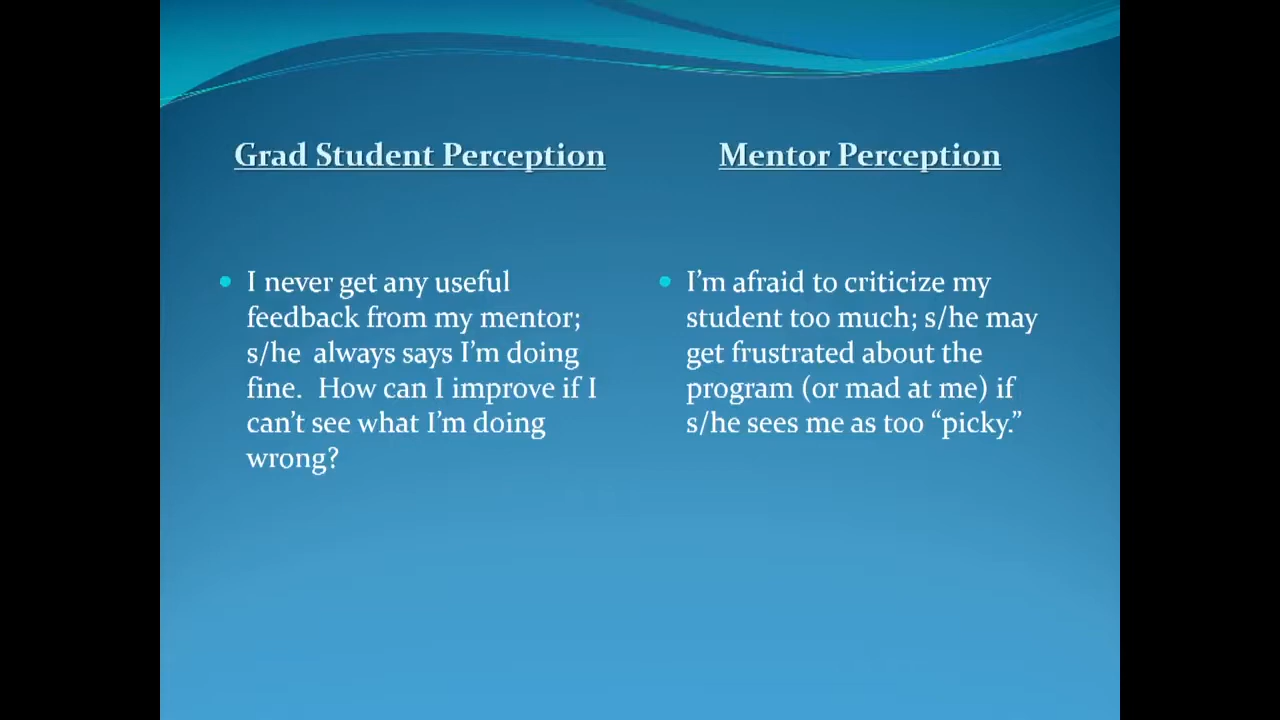 Grad Student Perception
Mentor Perception
• I never get any useful
feedback from my mentor;
s/he always says I'm doing
fine. How can I improve if I
can't see what I'm doing
wrong?
• I'm afraid to criticize my
student too much; s/he may
get frustrated about the
program (or mad at me) if
s/he sees me as too “picky.”